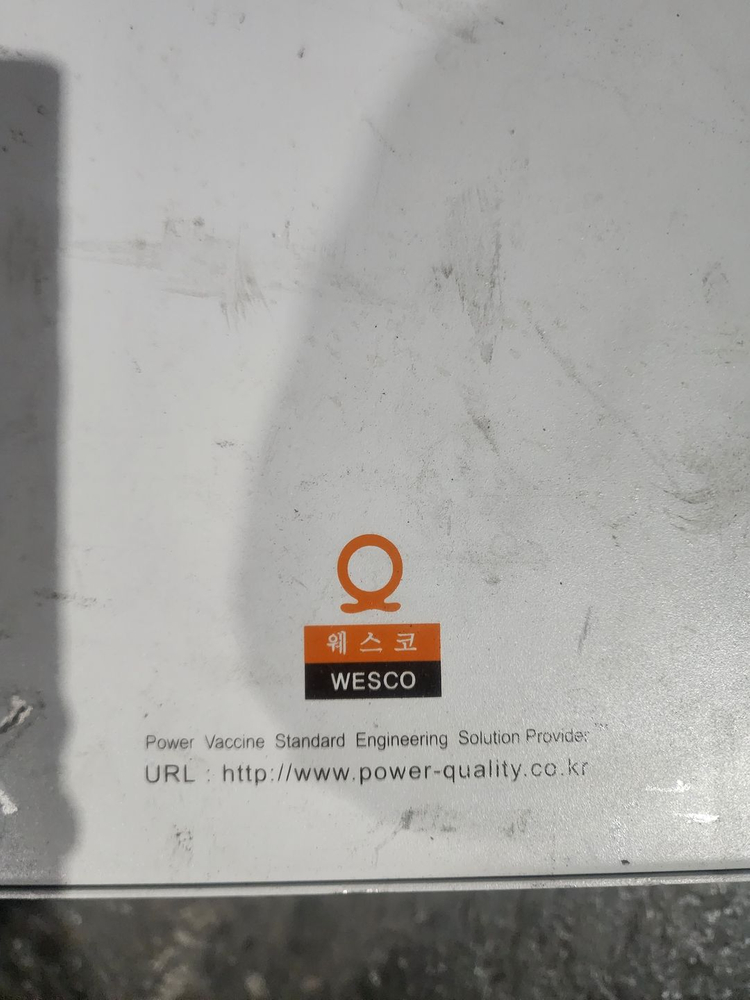 웨스코
WESCO
Power Vaccine Standard Engineering Solution Provider
URL : http://www.power-quality.co.kr